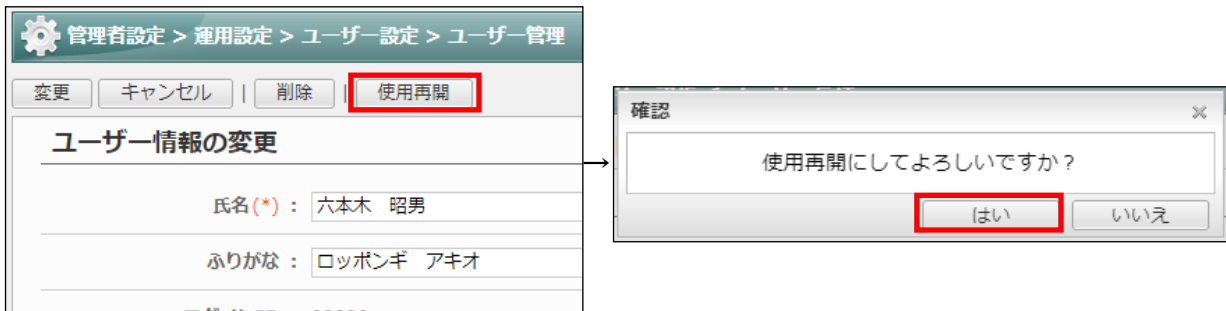 管理者設定 > 運用設定 > ユーザー設定 > ユーザー管理
変更 キャンセル | 削除 | 使用再開
ユーザー情報の変更
氏名(*) : 六本木 昭男
ふりがな : ロッポンギ アキオ
→
確認
使用再開にしてよろしいですか?
はい いいえ